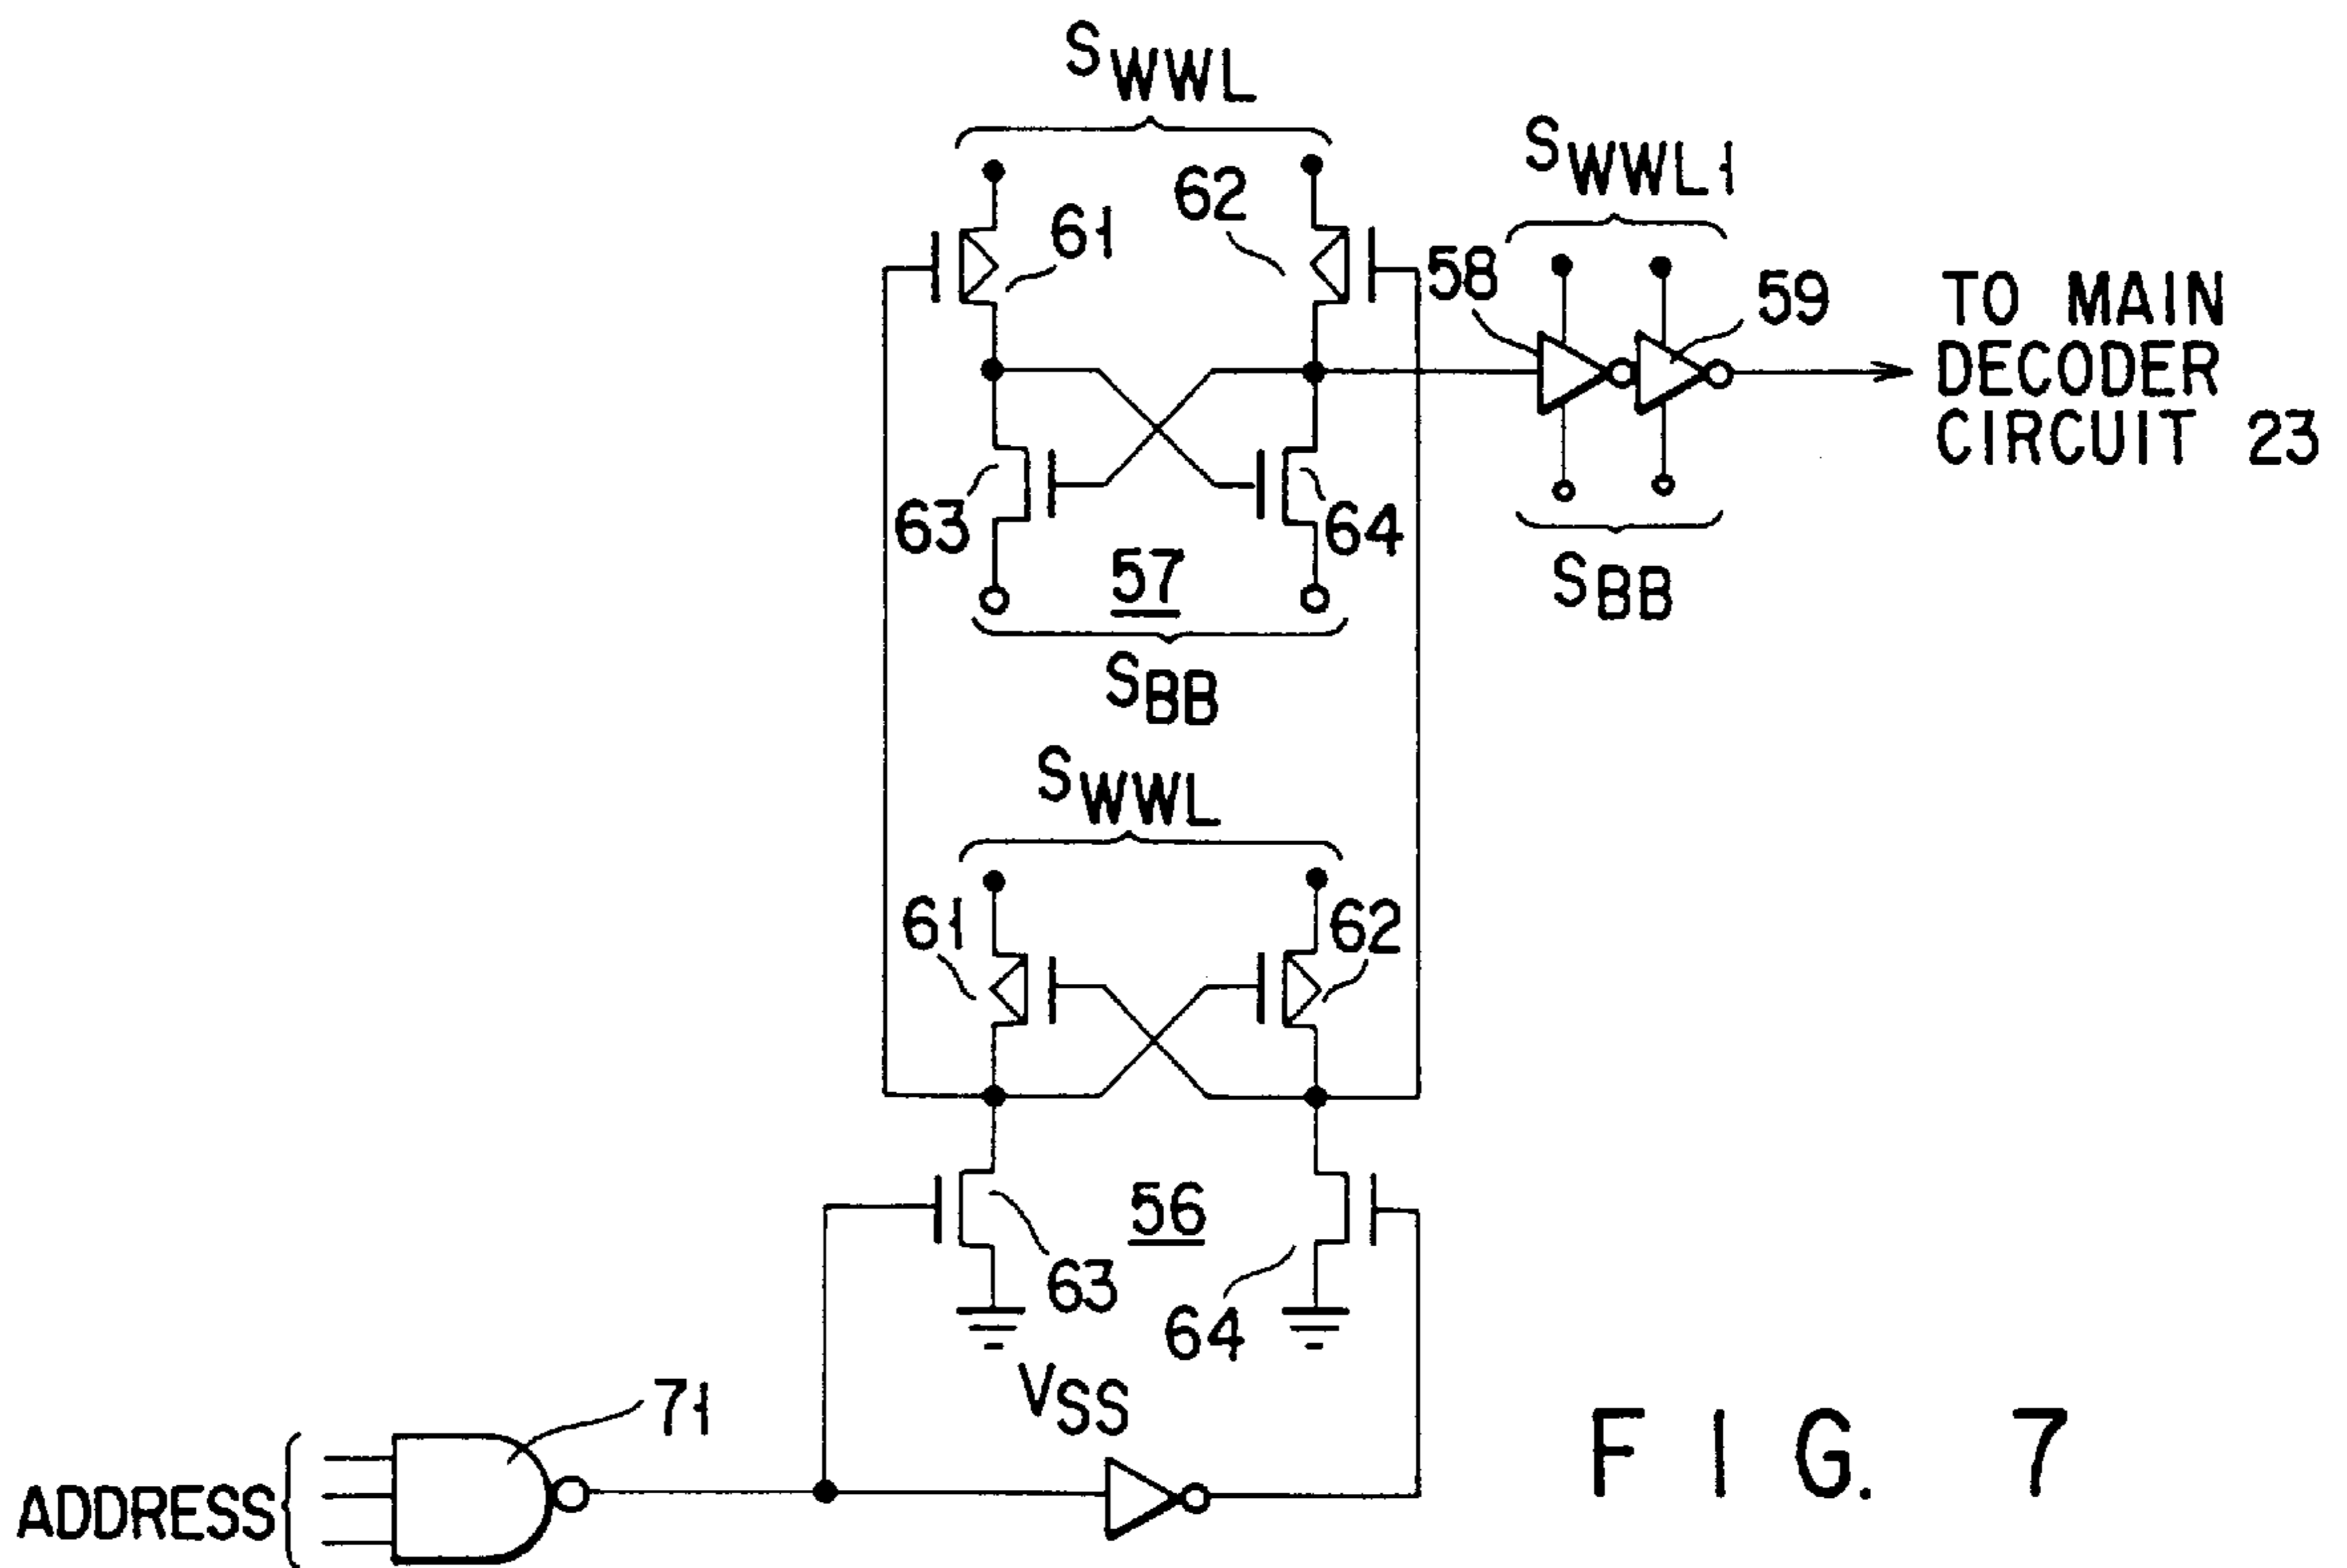 SWWL
61
62
SWWL1
58
59
TO MAIN
DECODER
CIRCUIT 23
63
64
57
SBB
SBB
SWWL
61
62
56
63
64
VSS
71
ADDRESS
FIG. 7